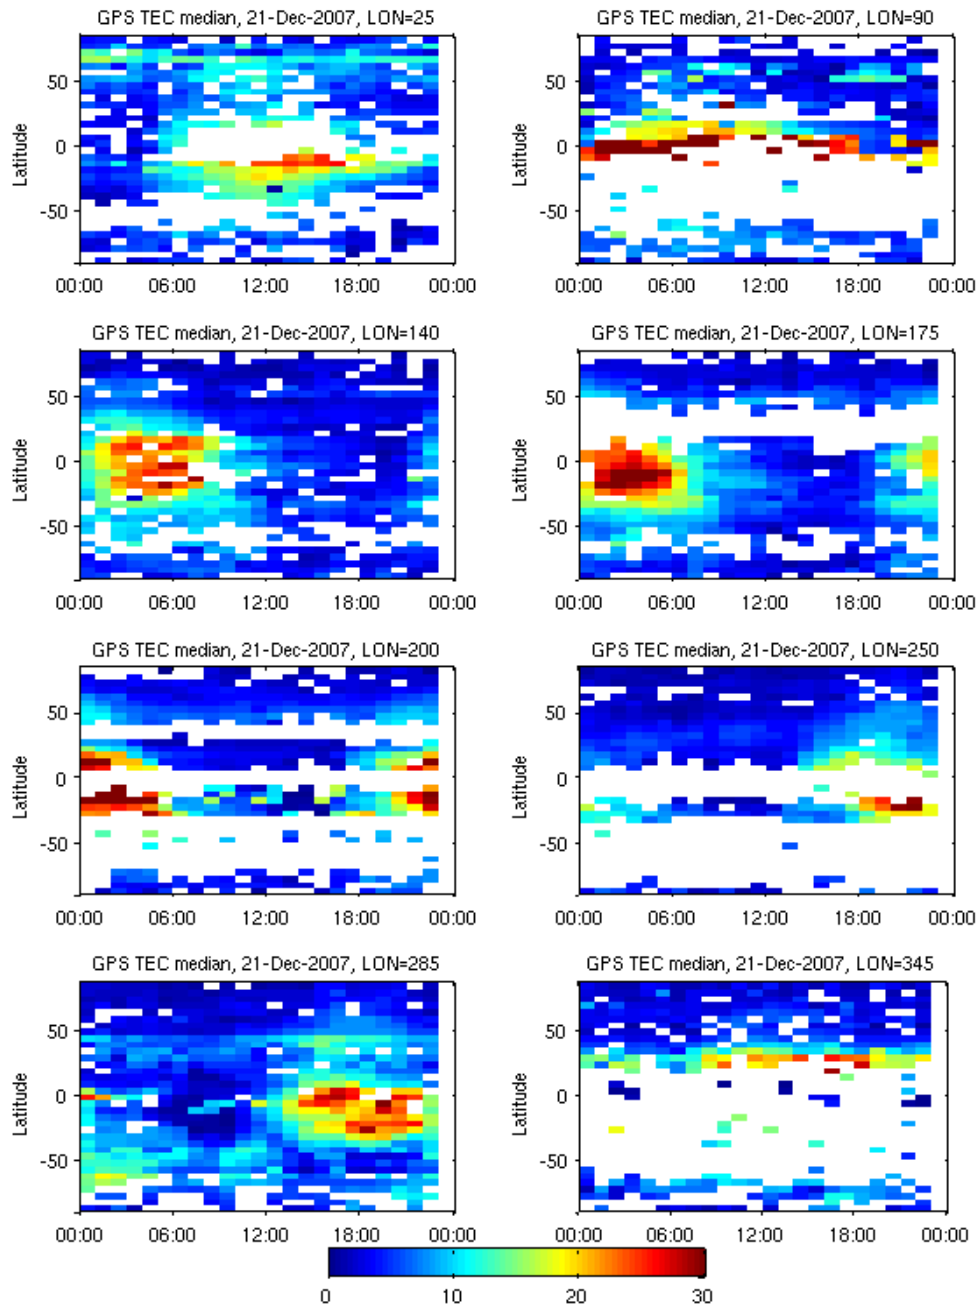 GPS TEC median, 21-Dec-2007, LON=25
GPS TEC median, 21-Dec-2007, LON=90
Latitude
50
0
-50
00:00 06:00 12:00 18:00 00:00
Latitude
50
0
-50
00:00 06:00 12:00 18:00 00:00
GPS TEC median, 21-Dec-2007, LON=140
GPS TEC median, 21-Dec-2007, LON=175
Latitude
50
0
-50
00:00 06:00 12:00 18:00 00:00
Latitude
50
0
-50
00:00 06:00 12:00 18:00 00:00
GPS TEC median, 21-Dec-2007, LON=200
GPS TEC median, 21-Dec-2007, LON=250
Latitude
50
0
-50
00:00 06:00 12:00 18:00 00:00
Latitude
50
0
-50
00:00 06:00 12:00 18:00 00:00
GPS TEC median, 21-Dec-2007, LON=285
GPS TEC median, 21-Dec-2007, LON=345
Latitude
50
0
-50
00:00 06:00 12:00 18:00 00:00
Latitude
50
0
-50
00:00 06:00 12:00 18:00 00:00
0 10 20 30